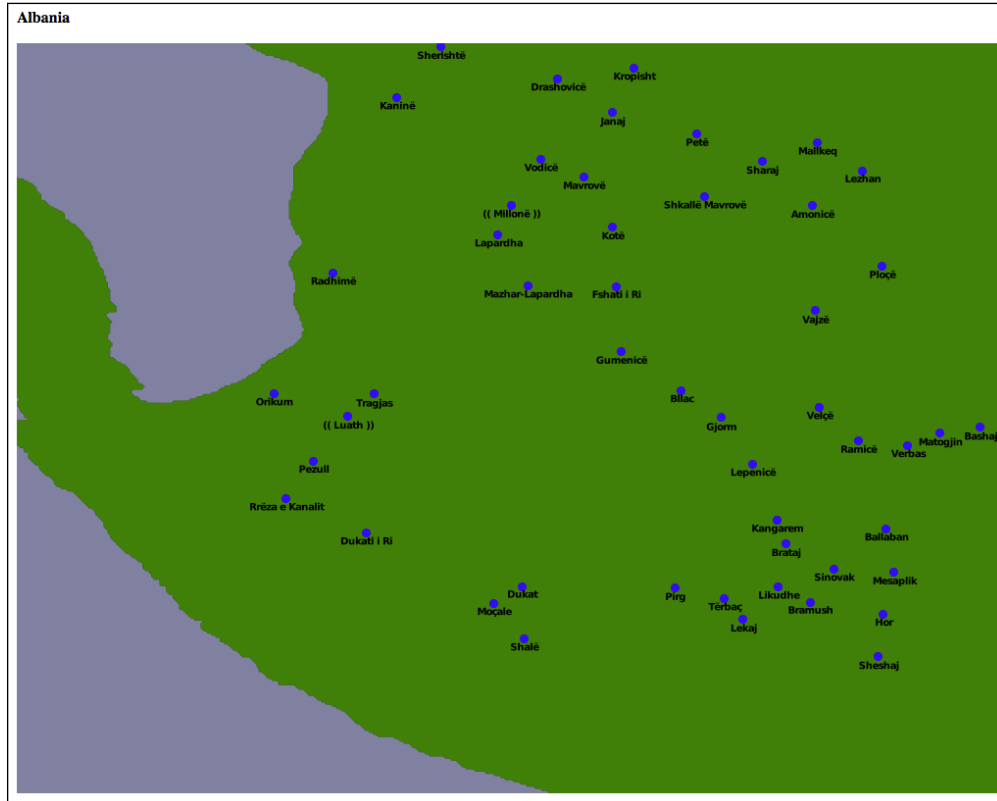 Albania
Sherishtë
Kropisht
Drashovicë
Kaninë
Janaj
Petë
Mallkeq
Sharaj
Vodicë
Lezhan
Mavrovë
Shkallë Mavrovë
(( Millonë ))
Amonicë
Kotë
Lapardha
Ploçë
Radhimë
Mazhar-Lapardha
Fshati i Ri
Vajzë
Gumenicë
Bllac
Orikum
Tragjas
Velçë
(( Luath ))
Gjorm
Bashaj
Matogjin
Ramicë
Verbas
Pezull
Lepenicë
Rrëza e Kanalit
Kangarem
Ballaban
Dukati i Ri
Brataj
Sinovak
Mesaplik
Dukat
Pirg
Likudhe
Tërbaç
Moçale
Bramush
Hor
Lekaj
Shalë
Sheshaj